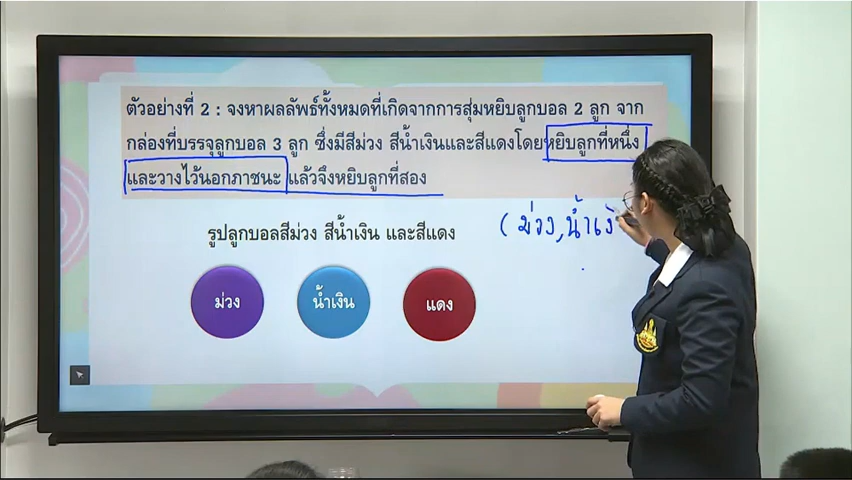 ตัวอย่างที่ 2 : จงหาผลลัพธ์ทั้งหมดที่เกิดจากการสุ่มหยิบลูกบอล 2 ลูก จาก
กล่องที่บรรจุลูกบอล 3 ลูก ซึ่งมีสีม่วง สีน้ำเงินและสีแดงโดยหยิบลูกที่หนึ่ง
และวางไว้นอกภาชนะ แล้วจึงหยิบลูกที่สอง
รูปลูกบอลสีม่วง สีน้ำเงิน และสีแดง
(ม่วง,น้ำเงิ
ม่วง น้ำเงิน แดง